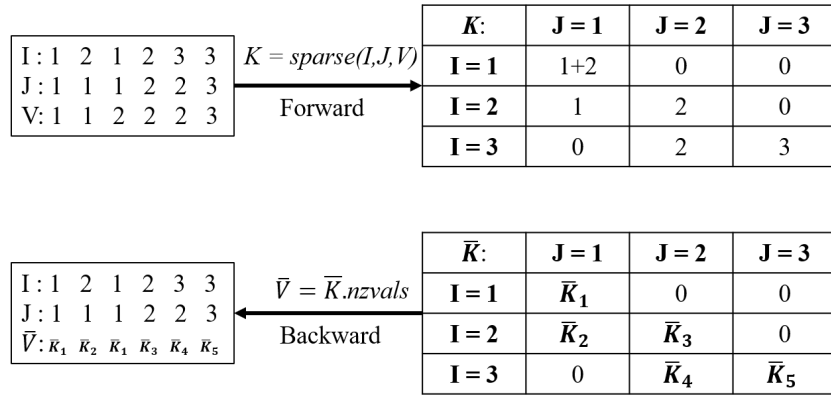 I : 1 2 1 2 3 3
J : 1 1 1 2 2 3
V: 1 1 2 2 2 3
K = sparse(I,J,V)
Forward
K: J = 1 J = 2 J = 3
I = 1 1+2 0 0
I = 2 1 2 0
I = 3 0 2 3
I : 1 2 1 2 3 3
J : 1 1 1 2 2 3
V̅: K̅₁ K̅₂ K̅₁ K̅₃ K̅₄ K̅₅
V̅ = K̅.nzvals
Backward
K̅: J = 1 J = 2 J = 3
I = 1 K̅₁ 0 0
I = 2 K̅₂ K̅₃ 0
I = 3 0 K̅₄ K̅₅